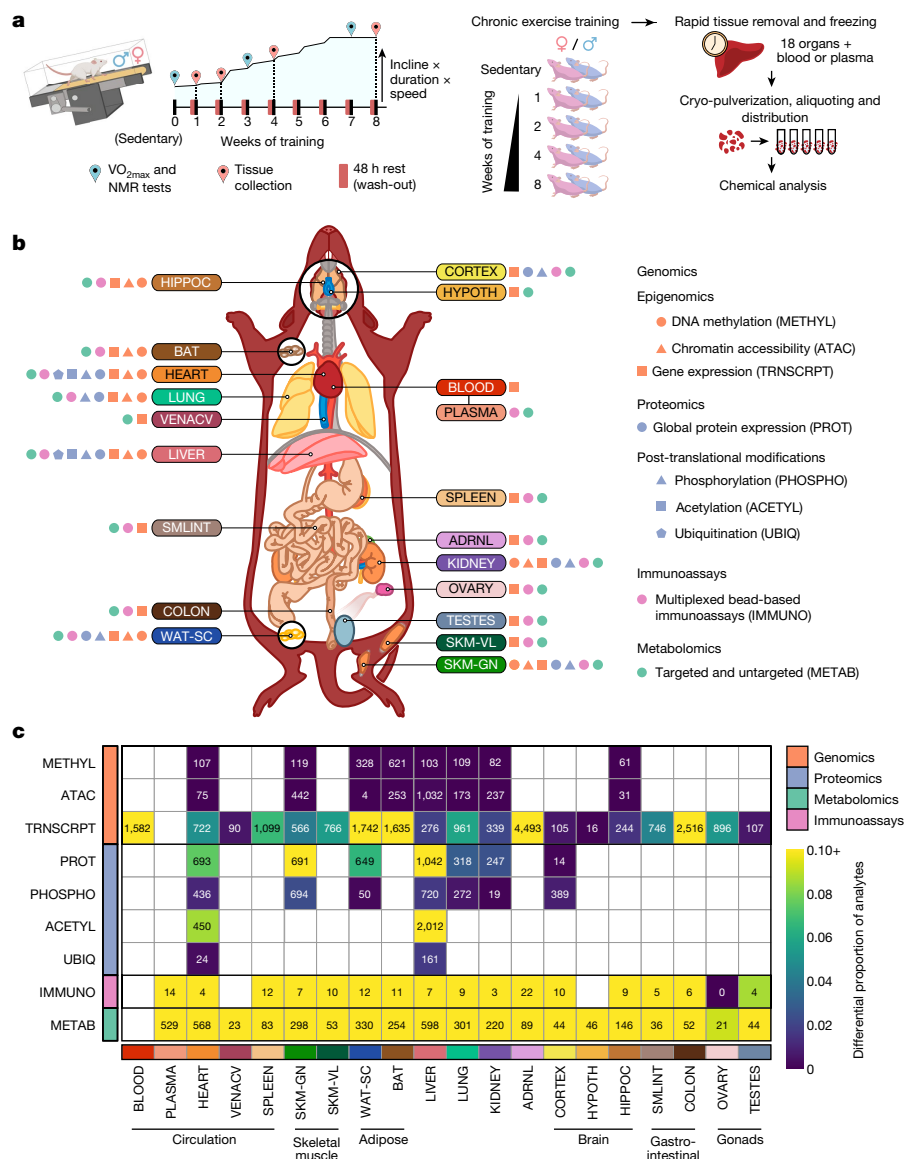 a
Incline ×
duration ×
speed
0 1 2 3 4 5 6 7 8
(Sedentary) Weeks of training
VO2max and
NMR tests
Tissue
collection
48 h rest
(wash-out)
Chronic exercise training
♀ / ♂
Sedentary
Weeks of training
1
2
4
8
Rapid tissue removal and freezing
18 organs +
blood or plasma
Cryo-pulverization, aliquoting and
distribution
Chemical analysis
b
HIPPOC
BAT
HEART
LUNG
VENACV
LIVER
SMLINT
COLON
WAT-SC
CORTEX
HYPOTH
BLOOD
PLASMA
SPLEEN
ADRNL
KIDNEY
OVARY
TESTES
SKM-VL
SKM-GN
Genomics
Epigenomics
DNA methylation (METHYL)
Chromatin accessibility (ATAC)
Gene expression (TRNSCRPT)
Proteomics
Global protein expression (PROT)
Post-translational modifications
Phosphorylation (PHOSPHO)
Acetylation (ACETYL)
Ubiquitination (UBIQ)
Immunoassays
Multiplexed bead-based
immunoassays (IMMUNO)
Metabolomics
Targeted and untargeted (METAB)
c
METHYL 107 119 328 621 103 109 82 61
ATAC 75 442 4 253 1,032 173 237 31
TRNSCRPT 1,582 722 90 1,099 566 766 1,742 1,635 276 961 339 4,493 105 16 244 746 2,516 896 107
PROT 693 691 649 1,042 318 247 14
PHOSPHO 436 694 50 720 272 19 389
ACETYL 450 2,012
UBIQ 24 161
IMMUNO 14 4 12 7 10 12 11 7 9 3 22 10 9 5 6 0 4
METAB 529 568 23 83 298 53 330 254 598 301 220 89 44 46 146 36 52 21 44
BLOOD
PLASMA
HEART
VENACV
SPLEEN
SKM-GN
SKM-VL
WAT-SC
BAT
LIVER
LUNG
KIDNEY
ADRNL
CORTEX
HYPOTH
HIPPOC
SMLINT
COLON
OVARY
TESTES
Circulation
Skeletal
muscle
Adipose
Brain
Gastro-
intestinal
Gonads
Genomics
Proteomics
Metabolomics
Immunoassays
0.10+
0.08
0.06
0.04
0.02
0
Differential proportion of analytes